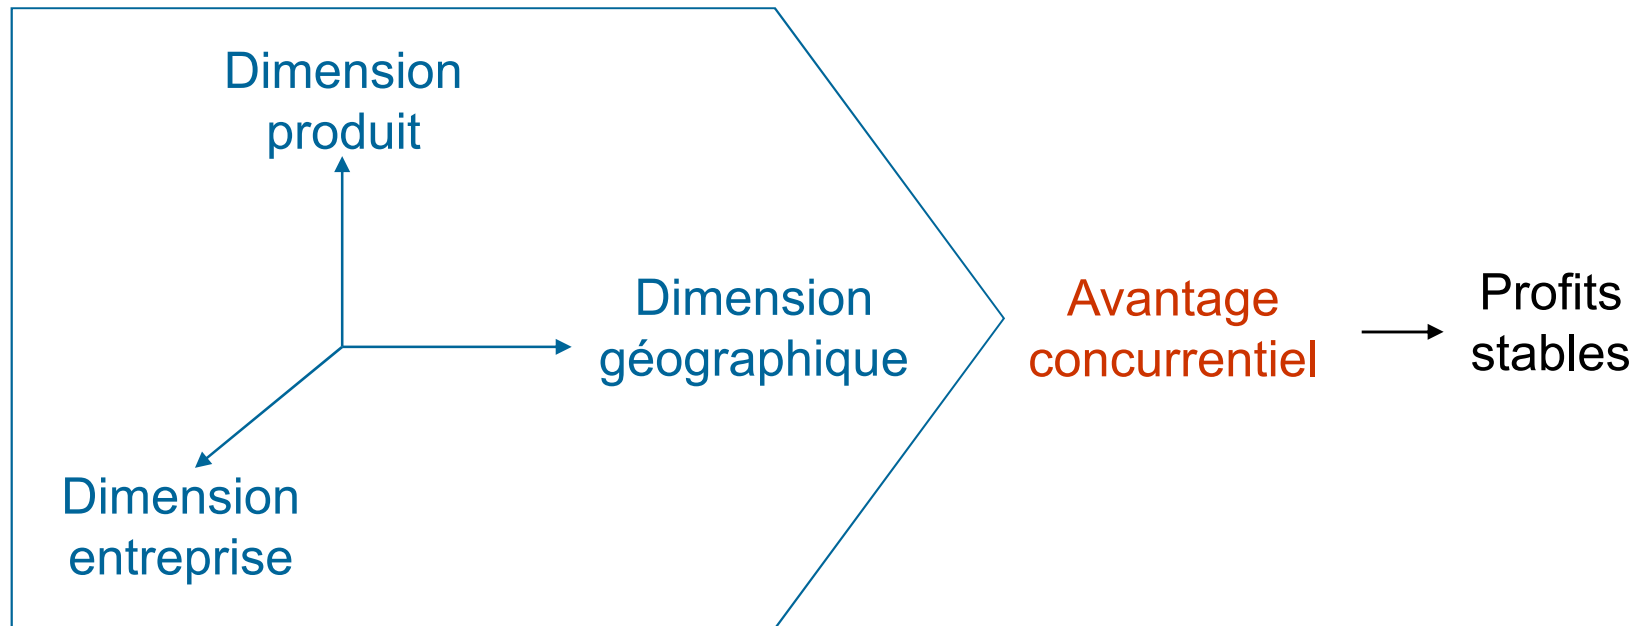 Dimension
produit
Dimension
géographique
Dimension
entreprise
Avantage
concurrentiel
Profits
stables